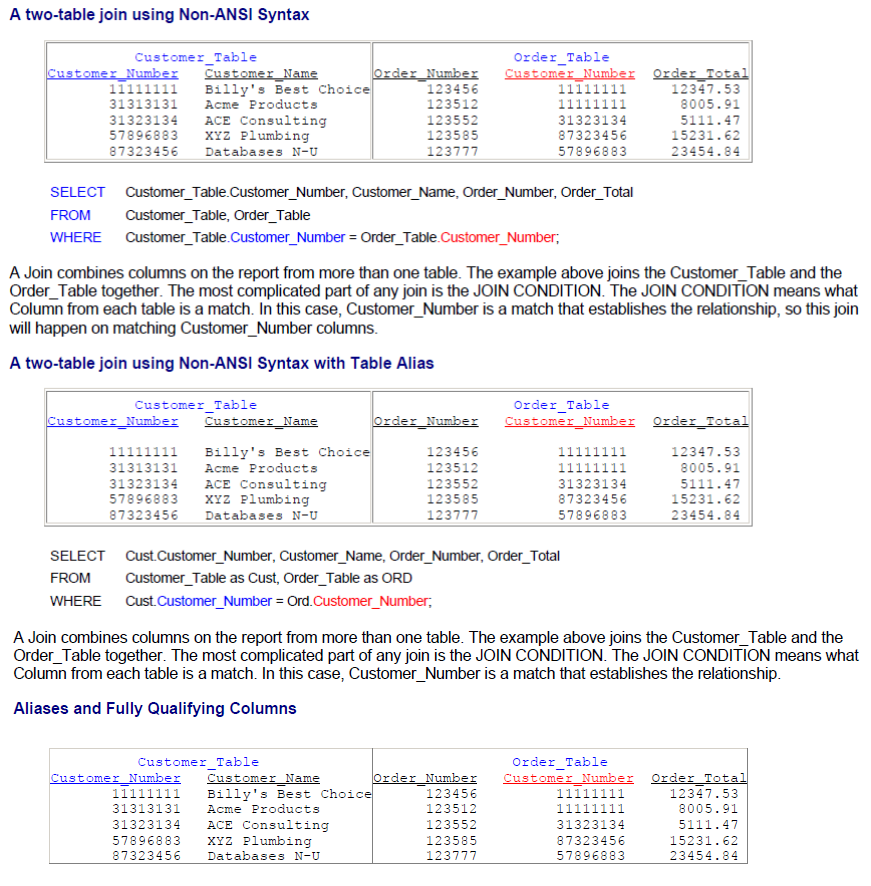 A two-table join using Non-ANSI Syntax
Customer_Table Order_Table
Customer_Number Customer_Name Order_Number Customer_Number Order_Total
11111111 Billy's Best Choice 123456 11111111 12347.53
31313131 Acme Products 123512 11111111 8005.91
31323134 ACE Consulting 123552 31323134 5111.47
57896883 XYZ Plumbing 123585 87323456 15231.62
87323456 Databases N-U 123777 57896883 23454.84
SELECT Customer_Table.Customer_Number, Customer_Name, Order_Number, Order_Total
FROM Customer_Table, Order_Table
WHERE Customer_Table.Customer_Number = Order_Table.Customer_Number;
A Join combines columns on the report from more than one table. The example above joins the Customer_Table and the
Order_Table together. The most complicated part of any join is the JOIN CONDITION. The JOIN CONDITION means what
Column from each table is a match. In this case, Customer_Number is a match that establishes the relationship, so this join
will happen on matching Customer_Number columns.
A two-table join using Non-ANSI Syntax with Table Alias
Customer_Table Order_Table
Customer_Number Customer_Name Order_Number Customer_Number Order_Total
11111111 Billy's Best Choice 123456 11111111 12347.53
31313131 Acme Products 123512 11111111 8005.91
31323134 ACE Consulting 123552 31323134 5111.47
57896883 XYZ Plumbing 123585 87323456 15231.62
87323456 Databases N-U 123777 57896883 23454.84
SELECT Cust.Customer_Number, Customer_Name, Order_Number, Order_Total
FROM Customer_Table as Cust, Order_Table as ORD
WHERE Cust.Customer_Number = Ord.Customer_Number;
A Join combines columns on the report from more than one table. The example above joins the Customer_Table and the
Order_Table together. The most complicated part of any join is the JOIN CONDITION. The JOIN CONDITION means what
Column from each table is a match. In this case, Customer_Number is a match that establishes the relationship.
Aliases and Fully Qualifying Columns
Customer_Table Order_Table
Customer_Number Customer_Name Order_Number Customer_Number Order_Total
11111111 Billy's Best Choice 123456 11111111 12347.53
31313131 Acme Products 123512 11111111 8005.91
31323134 ACE Consulting 123552 31323134 5111.47
57896883 XYZ Plumbing 123585 87323456 15231.62
87323456 Databases N-U 123777 57896883 23454.84